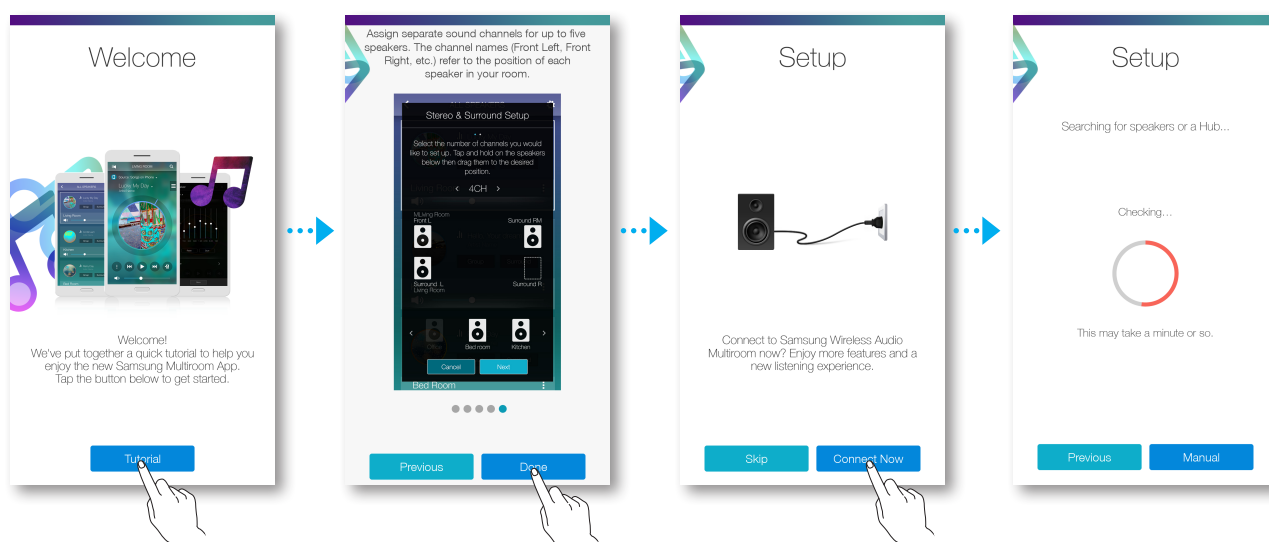 Welcome
Welcome!
We've put together a quick tutorial to help you
enjoy the new Samsung Multiroom App.
Tap the button below to get started.
Tutorial
Assign separate sound channels for up to five
speakers. The channel names (Front Left, Front
Right, etc.) refer to the position of each
speaker in your room.
Stereo & Surround Setup
Select the number of channels you would
like to set up. Tap and hold on the speakers
below then drag them to the desired
position.
< 4CH >
MLiving Room
Front L
Surround RM
Surround L
Living Room
Surround R
Office
Bed room
Kitchen
Cancel
Next
Bed Room
Previous
Done
Setup
Connect to Samsung Wireless Audio
Multiroom now? Enjoy more features and a
new listening experience.
Skip
Connect Now
Setup
Searching for speakers or a Hub...
Checking...
This may take a minute or so.
Previous
Manual